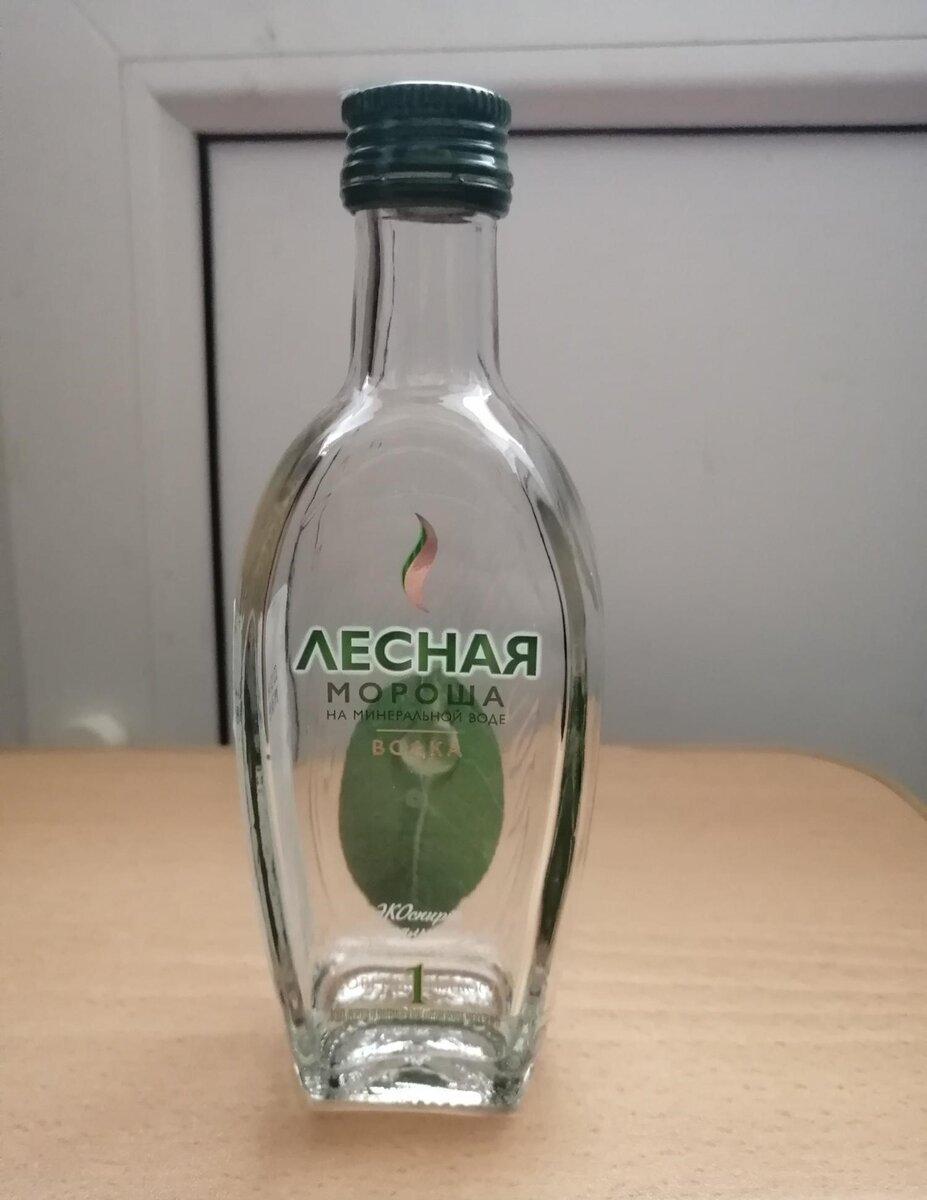 ЛЕСНАЯ
МОРОША
НА МИНЕРАЛЬНОЙ ВОДЕ
ВОДКА
1